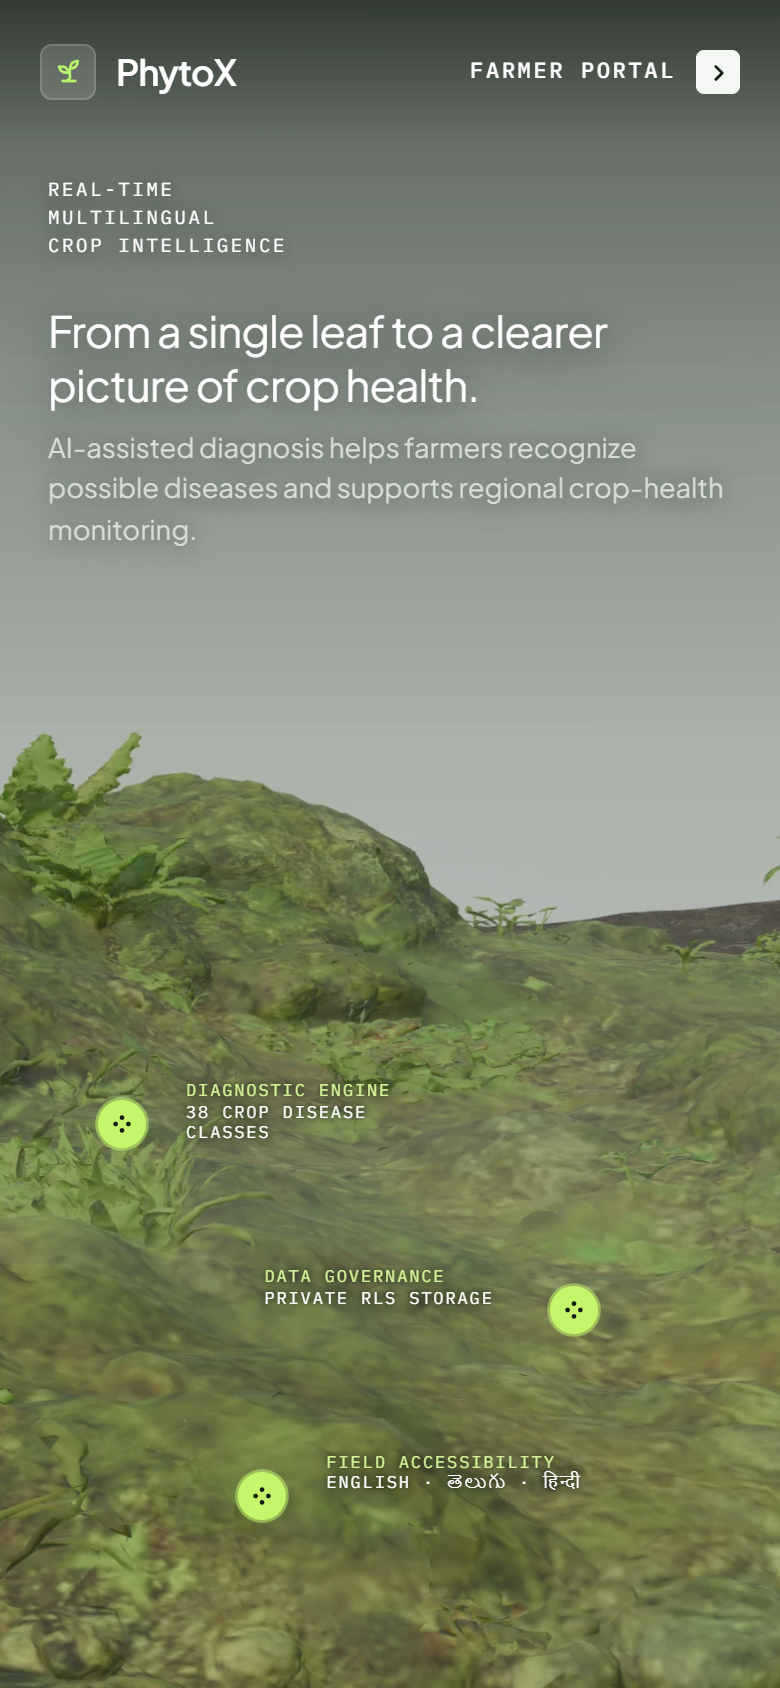 PhytoX
FARMER PORTAL
REAL-TIME
MULTILINGUAL
CROP INTELLIGENCE
From a single leaf to a clearer
picture of crop health.
AI-assisted diagnosis helps farmers recognize
possible diseases and supports regional crop-health
monitoring.
DIAGNOSTIC ENGINE
38 CROP DISEASE
CLASSES
DATA GOVERNANCE
PRIVATE RLS STORAGE
FIELD ACCESSIBILITY
ENGLISH · తెలుగు · हिन्दी